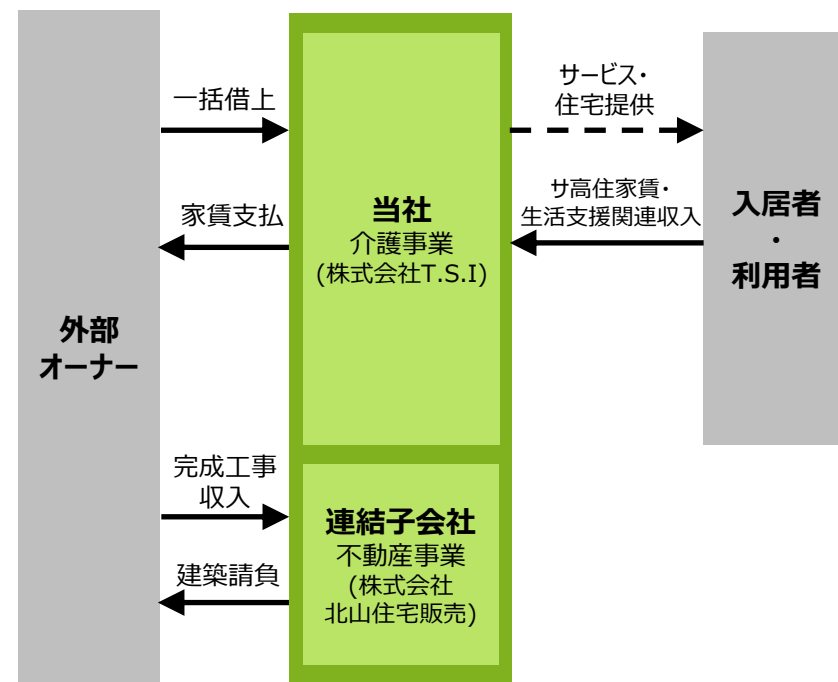 外部
オーナー
一括借上
家賃支払
完成工事
収入
建築請負
当社
介護事業
(株式会社T.S.I)
連結子会社
不動産事業
(株式会社
北山住宅販売)
サービス・
住宅提供
サ高住家賃・
生活支援関連収入
入居者
・
利用者